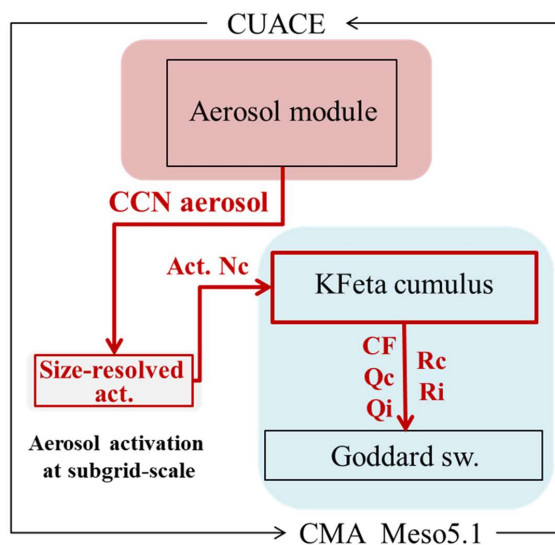 CUACE
Aerosol module
CCN aerosol
Act. Nc
KFeta cumulus
Size-resolved
act.
CF
Qc
Qi
Rc
Ri
Aerosol activation
at subgrid-scale
Goddard sw.
CMA Meso5.1